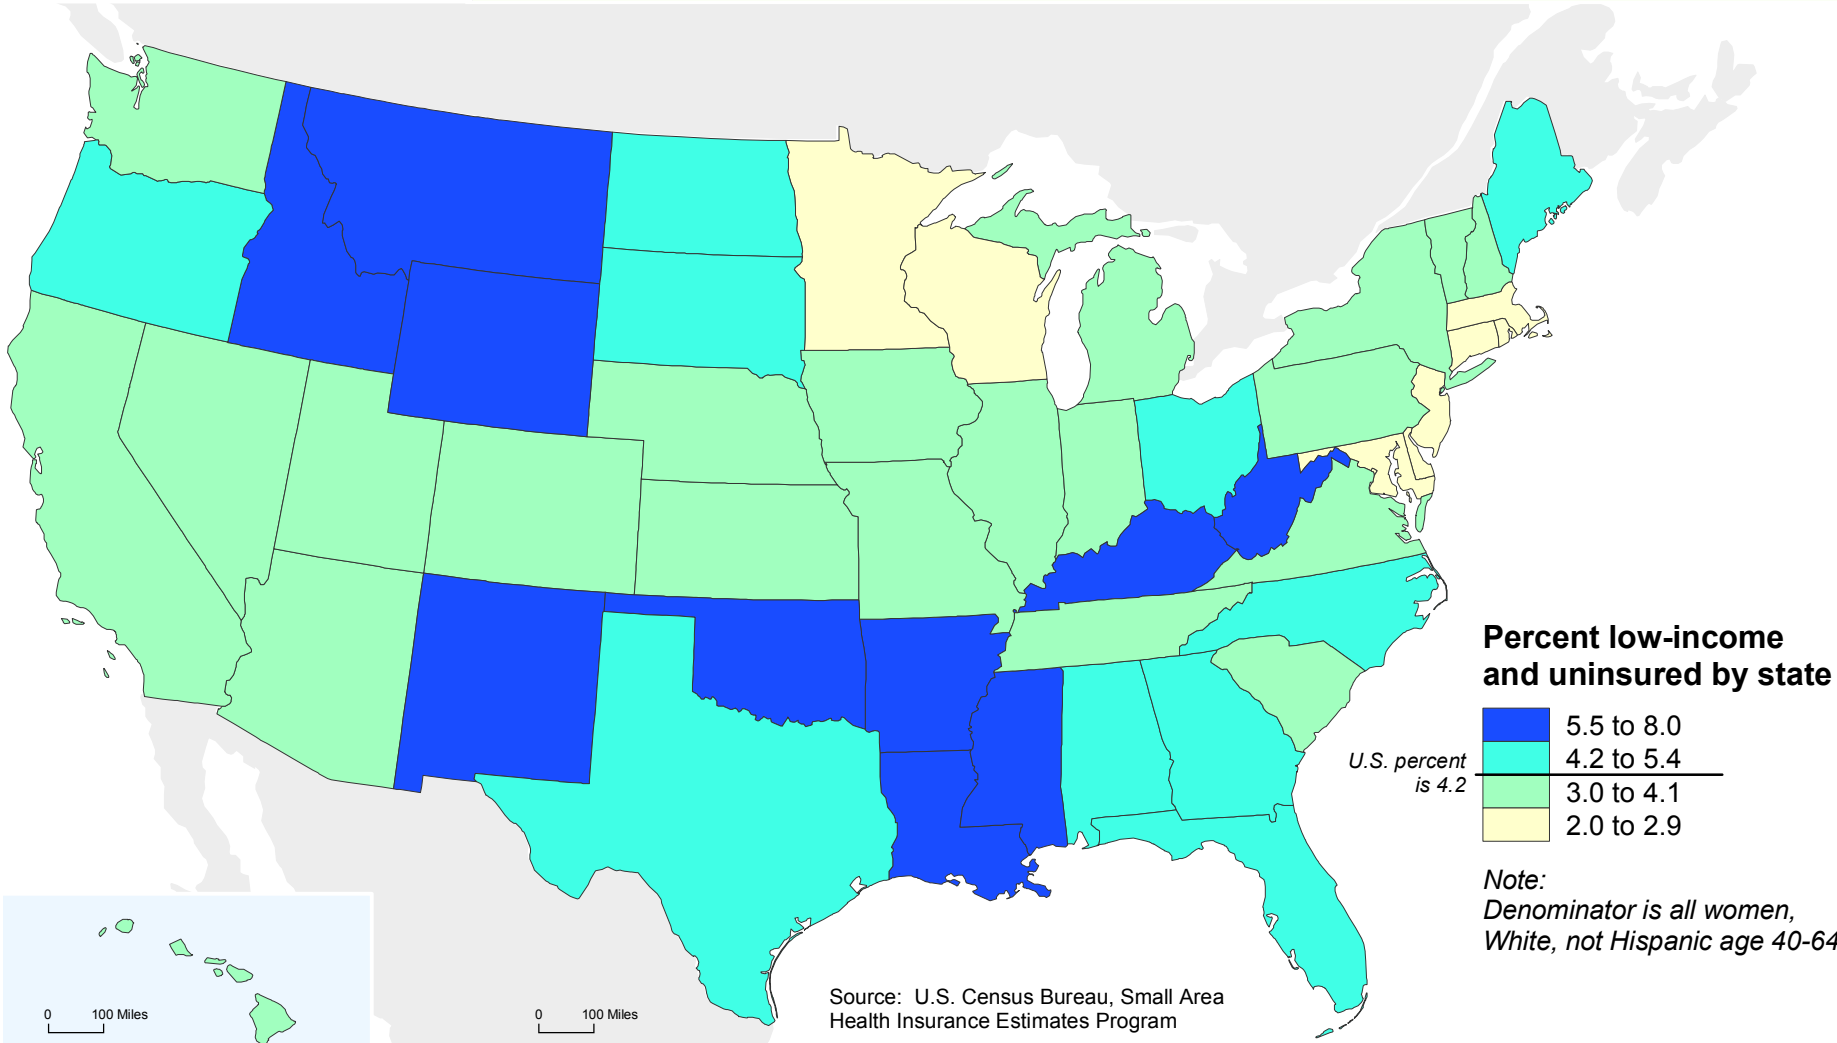 Percent low-income
and uninsured by state
5.5 to 8.0
4.2 to 5.4
U.S. percent
is 4.2
3.0 to 4.1
2.0 to 2.9
Note:
Denominator is all women,
White, not Hispanic age 40-64
Source: U.S. Census Bureau, Small Area
Health Insurance Estimates Program
0 100 Miles
0 100 Miles